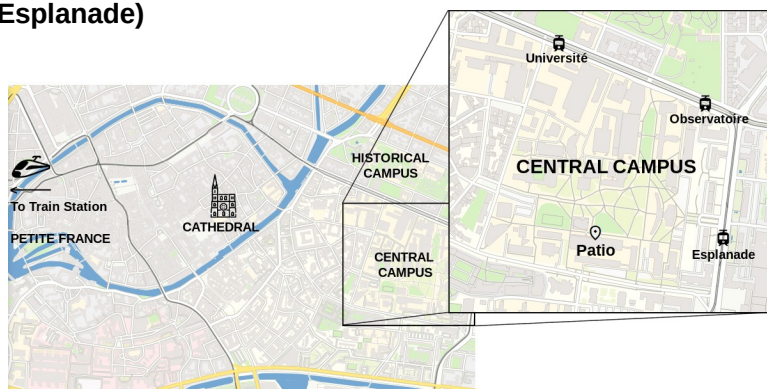 Esplanade)
Université
Observatoire
HISTORICAL
CAMPUS
CENTRAL CAMPUS
To Train Station
CATHEDRAL
PETITE FRANCE
Patio
Esplanade
CENTRAL
CAMPUS